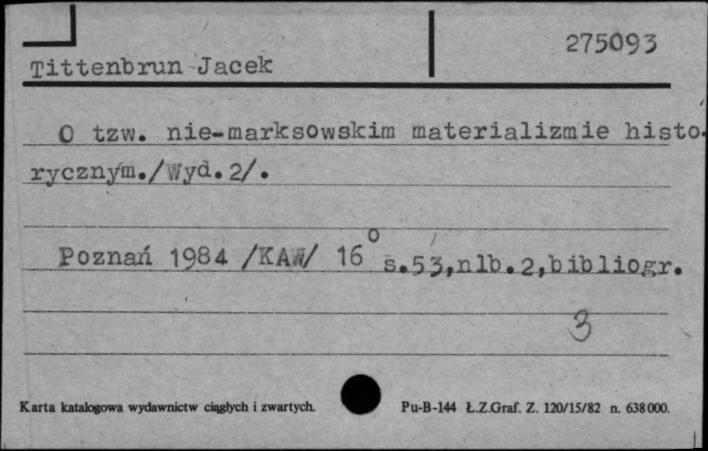 275093
Tittenbrun Jacek
O tzw. nie-marksowskim materializmie histo-
rycznym./Wyd.2/.
Poznań 1984 /KAW/ 16° s.53,nlb.2,bibliogr.
3
Karta katalogowa wydawnictw ciągłych i zwartych.
Pu-B-144 Ł.Z.Graf. Z. 120/15/82 n. 638000.